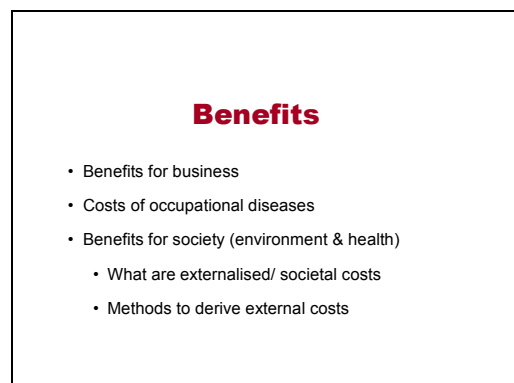 Benefits
• Benefits for business
• Costs of occupational diseases
• Benefits for society (environment & health)
• What are externalised/ societal costs
• Methods to derive external costs